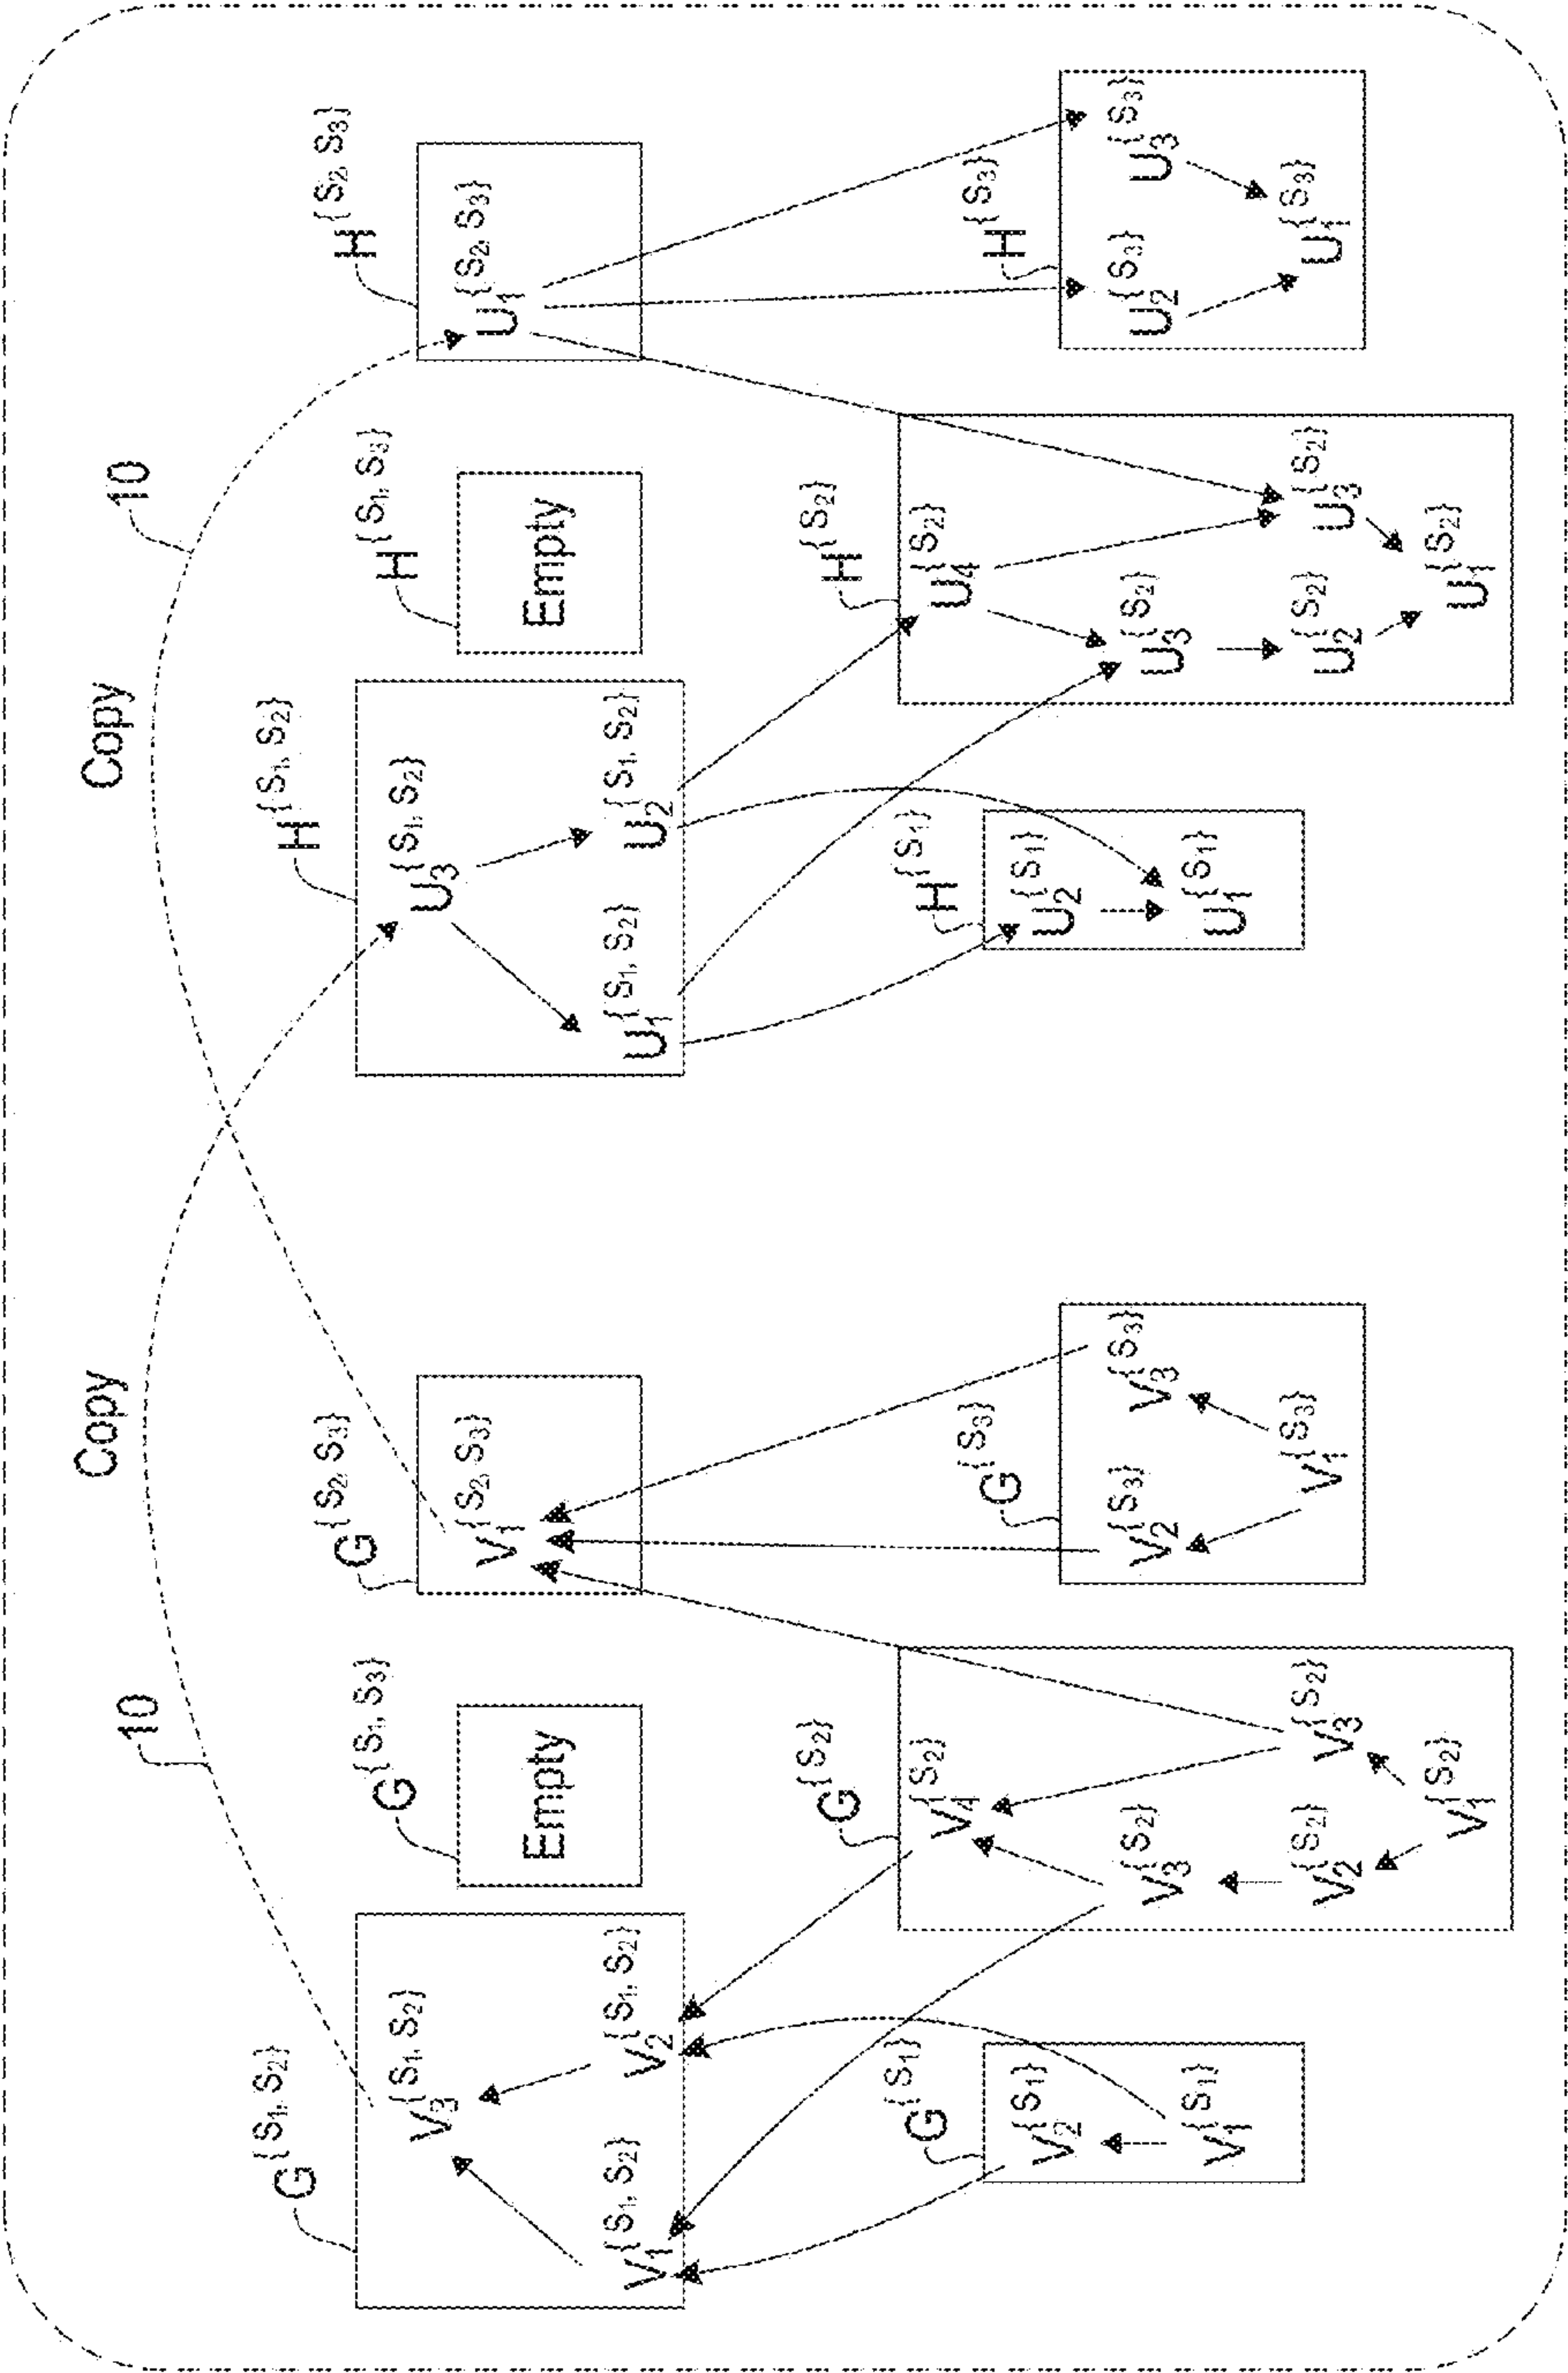 Copy
Copy
10
10
G{S1, S2}
G{S1, S3}
G{S2, S3}
H{S1, S2}
H{S1, S3}
H{S2, S3}
V3{S1, S2}
V1{S1, S2}
V2{S1, S2}
Empty
V1{S2, S3}
U3{S1, S2}
U1{S1, S2}
U2{S1, S2}
Empty
U1{S2, S3}
G{S1}
V2{S1}
V1{S1}
G{S2}
V4{S2}
V3{S2}
V2{S2}
V3{S2}
V1{S2}
G{S3}
V2{S3}
V3{S3}
V1{S3}
H{S1}
U2{S1}
U1{S1}
H{S2}
U4{S2}
U3{S2}
U2{S2}
U3{S2}
U1{S2}
H{S3}
U2{S3}
U3{S3}
U1{S3}